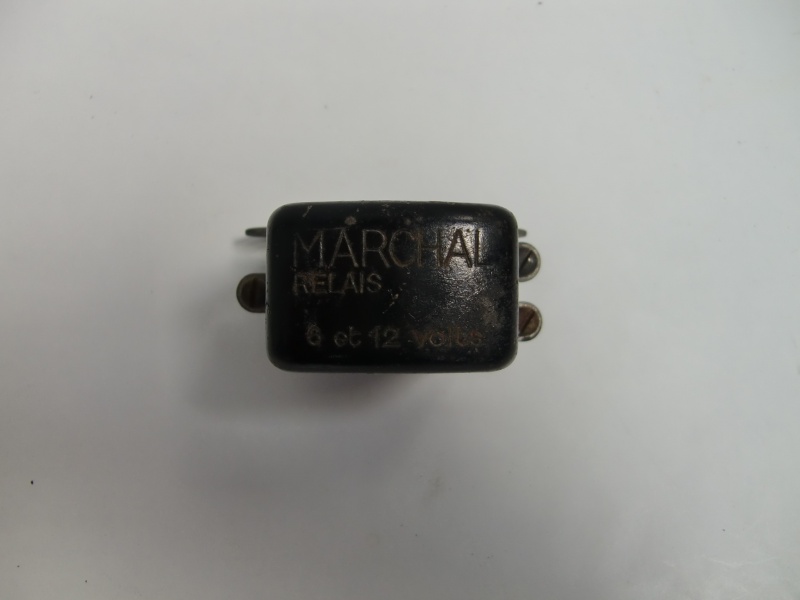 MARCHAL
RELAIS
6 et 12 volts